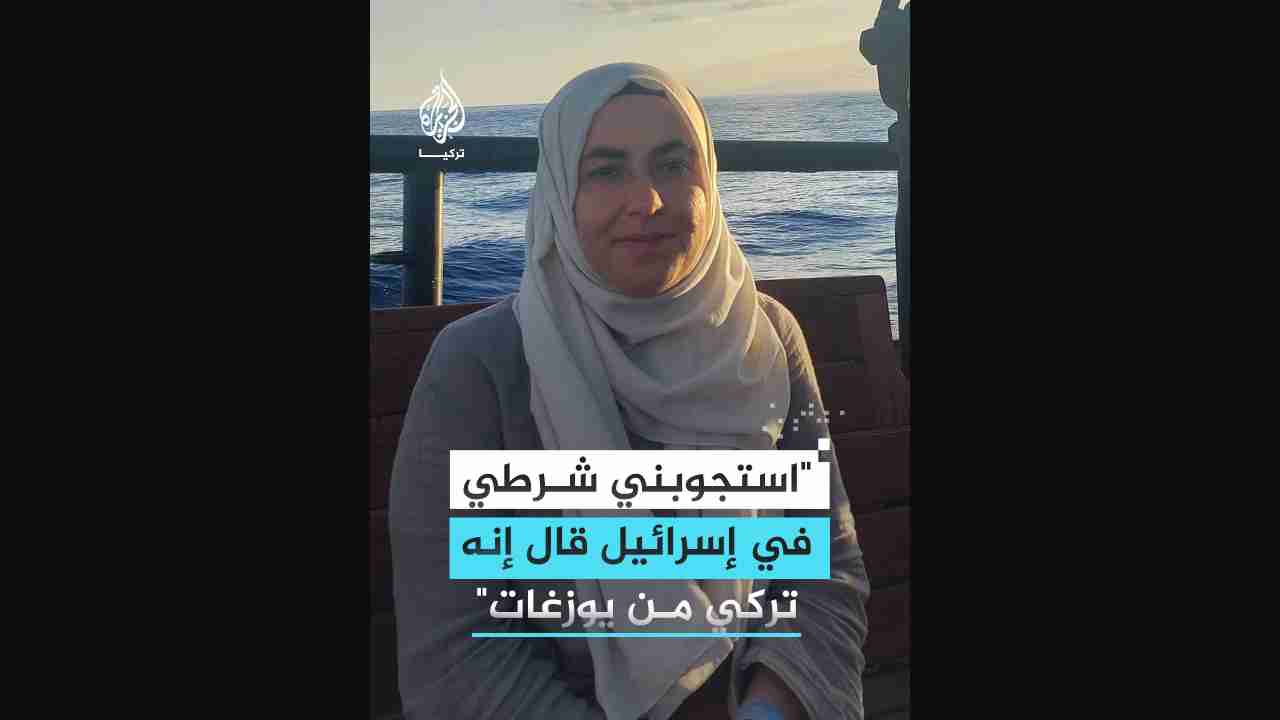 الجزيرة
تركيا
"استجوبني شرطي
في إسرائيل قال إنه
تركي من يوزغات"